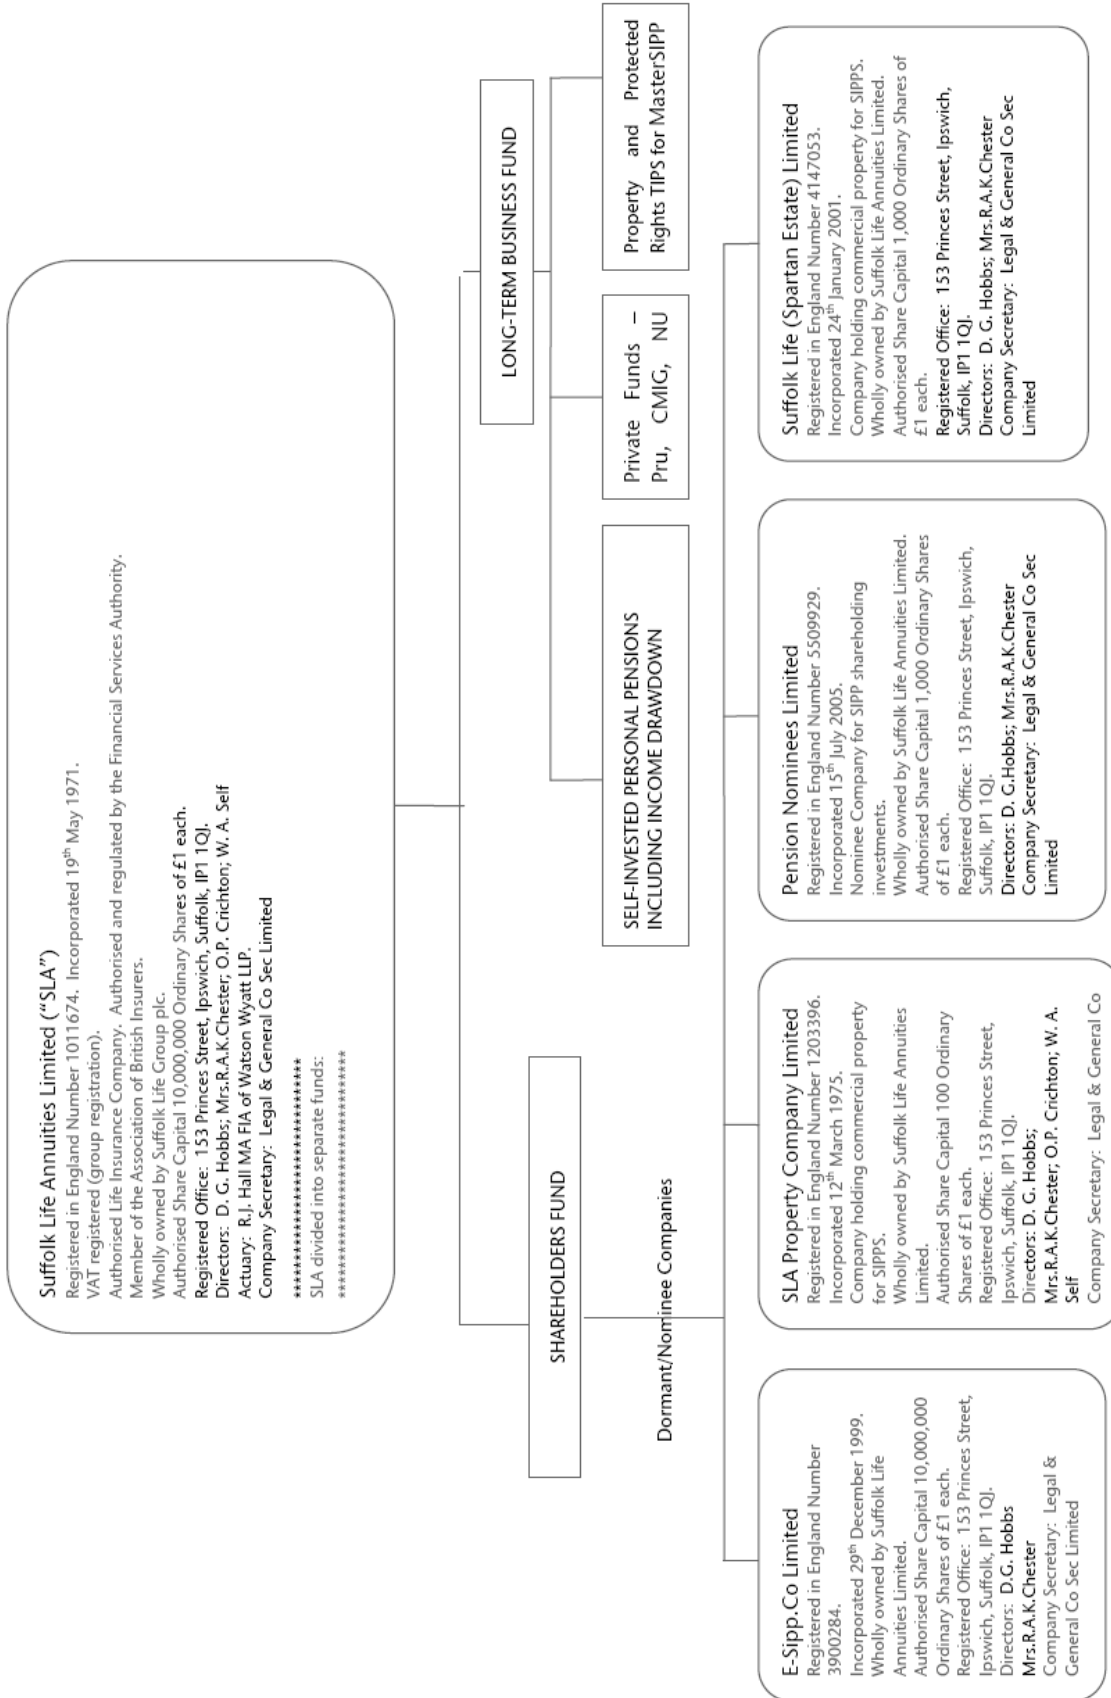 Suffolk Life Annuities Limited (“SLA”)
Registered in England Number 1011674. Incorporated 19th May 1971.
VAT registered (group registration).
Authorised Life Insurance Company. Authorised and regulated by the Financial Services Authority.
Member of the Association of British Insurers.
Wholly owned by Suffolk Life Group plc.
Authorised Share Capital 10,000,000 Ordinary Shares of £1 each.
Registered Office: 153 Princes Street, Ipswich, Suffolk, IP1 1QJ.
Directors: D. G. Hobbs; Mrs.R.A.K.Chester; O.P. Crichton; W. A. Self
Actuary: R.J. Hall MA FIA of Watson Wyatt LLP.
Company Secretary: Legal & General Co Sec Limited
************************************
SLA divided into separate funds:
************************************
SHAREHOLDERS FUND
LONG-TERM BUSINESS FUND
SELF-INVESTED PERSONAL PENSIONS
INCLUDING INCOME DRAWDOWN
Private Funds –
Pru, CMIG, NU
Property and Protected
Rights TIPS for MasterSIPP
Dormant/Nominee Companies
E-Sipp.Co Limited
Registered in England Number
3900284.
Incorporated 29th December 1999.
Wholly owned by Suffolk Life
Annuities Limited.
Authorised Share Capital 10,000,000
Ordinary Shares of £1 each.
Registered Office: 153 Princes Street,
Ipswich, Suffolk, IP1 1QJ.
Directors: D.G. Hobbs
Mrs.R.A.K.Chester
Company Secretary: Legal &
General Co Sec Limited
SLA Property Company Limited
Registered in England Number 1203396.
Incorporated 12th March 1975.
Company holding commercial property
for SIPPS.
Wholly owned by Suffolk Life Annuities
Limited.
Authorised Share Capital 100 Ordinary
Shares of £1 each.
Registered Office: 153 Princes Street,
Ipswich, Suffolk, IP1 1QJ.
Directors: D. G. Hobbs;
Mrs.R.A.K.Chester; O.P. Crichton; W. A.
Self
Company Secretary: Legal & General Co
Pension Nominees Limited
Registered in England Number 5509929.
Incorporated 15th July 2005.
Nominee Company for SIPP shareholding
investments.
Wholly owned by Suffolk Life Annuities Limited.
Authorised Share Capital 1,000 Ordinary Shares
of £1 each.
Registered Office: 153 Princes Street, Ipswich,
Suffolk, IP1 1QJ.
Directors: D. G.Hobbs; Mrs.R.A.K.Chester
Company Secretary: Legal & General Co Sec
Limited
Suffolk Life (Spartan Estate) Limited
Registered in England Number 4147053.
Incorporated 24th January 2001.
Company holding commercial property for SIPPS.
Wholly owned by Suffolk Life Annuities Limited.
Authorised Share Capital 1,000 Ordinary Shares of
£1 each.
Registered Office: 153 Princes Street, Ipswich,
Suffolk, IP1 1QJ.
Directors: D. G. Hobbs; Mrs.R.A.K.Chester
Company Secretary: Legal & General Co Sec
Limited